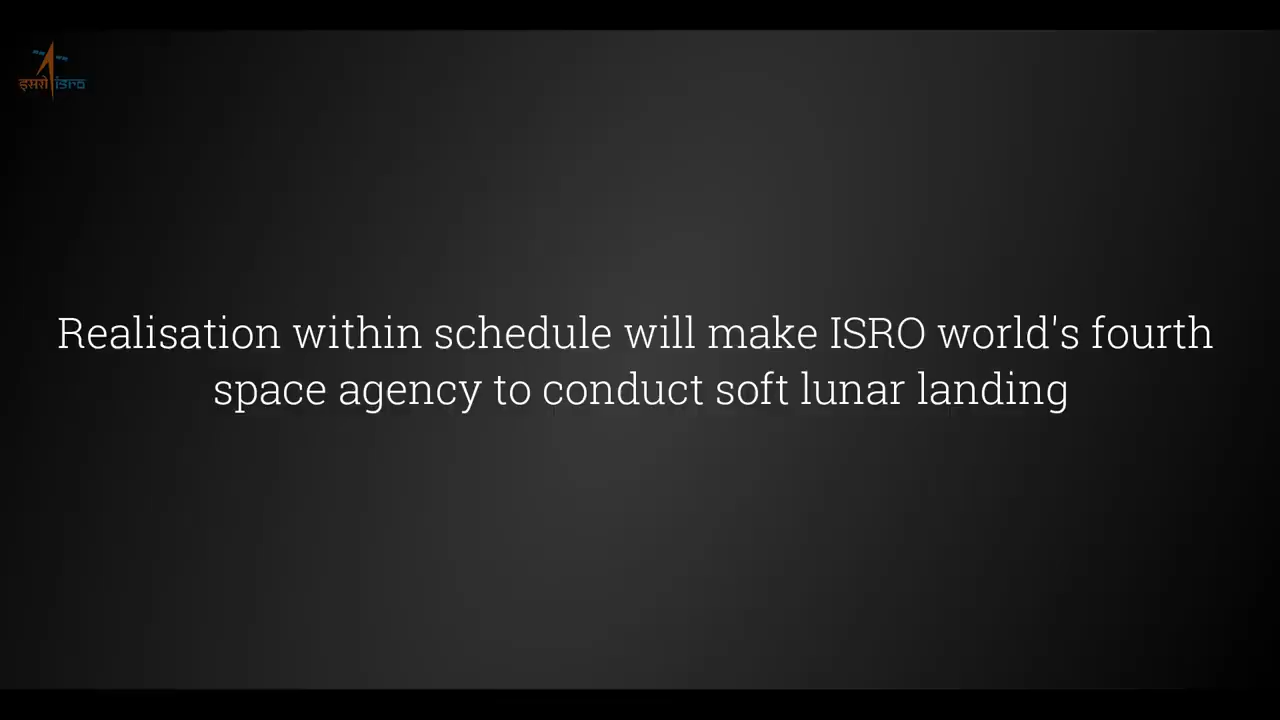 इसरो isro
Realisation within schedule will make ISRO world's fourth
space agency to conduct soft lunar landing